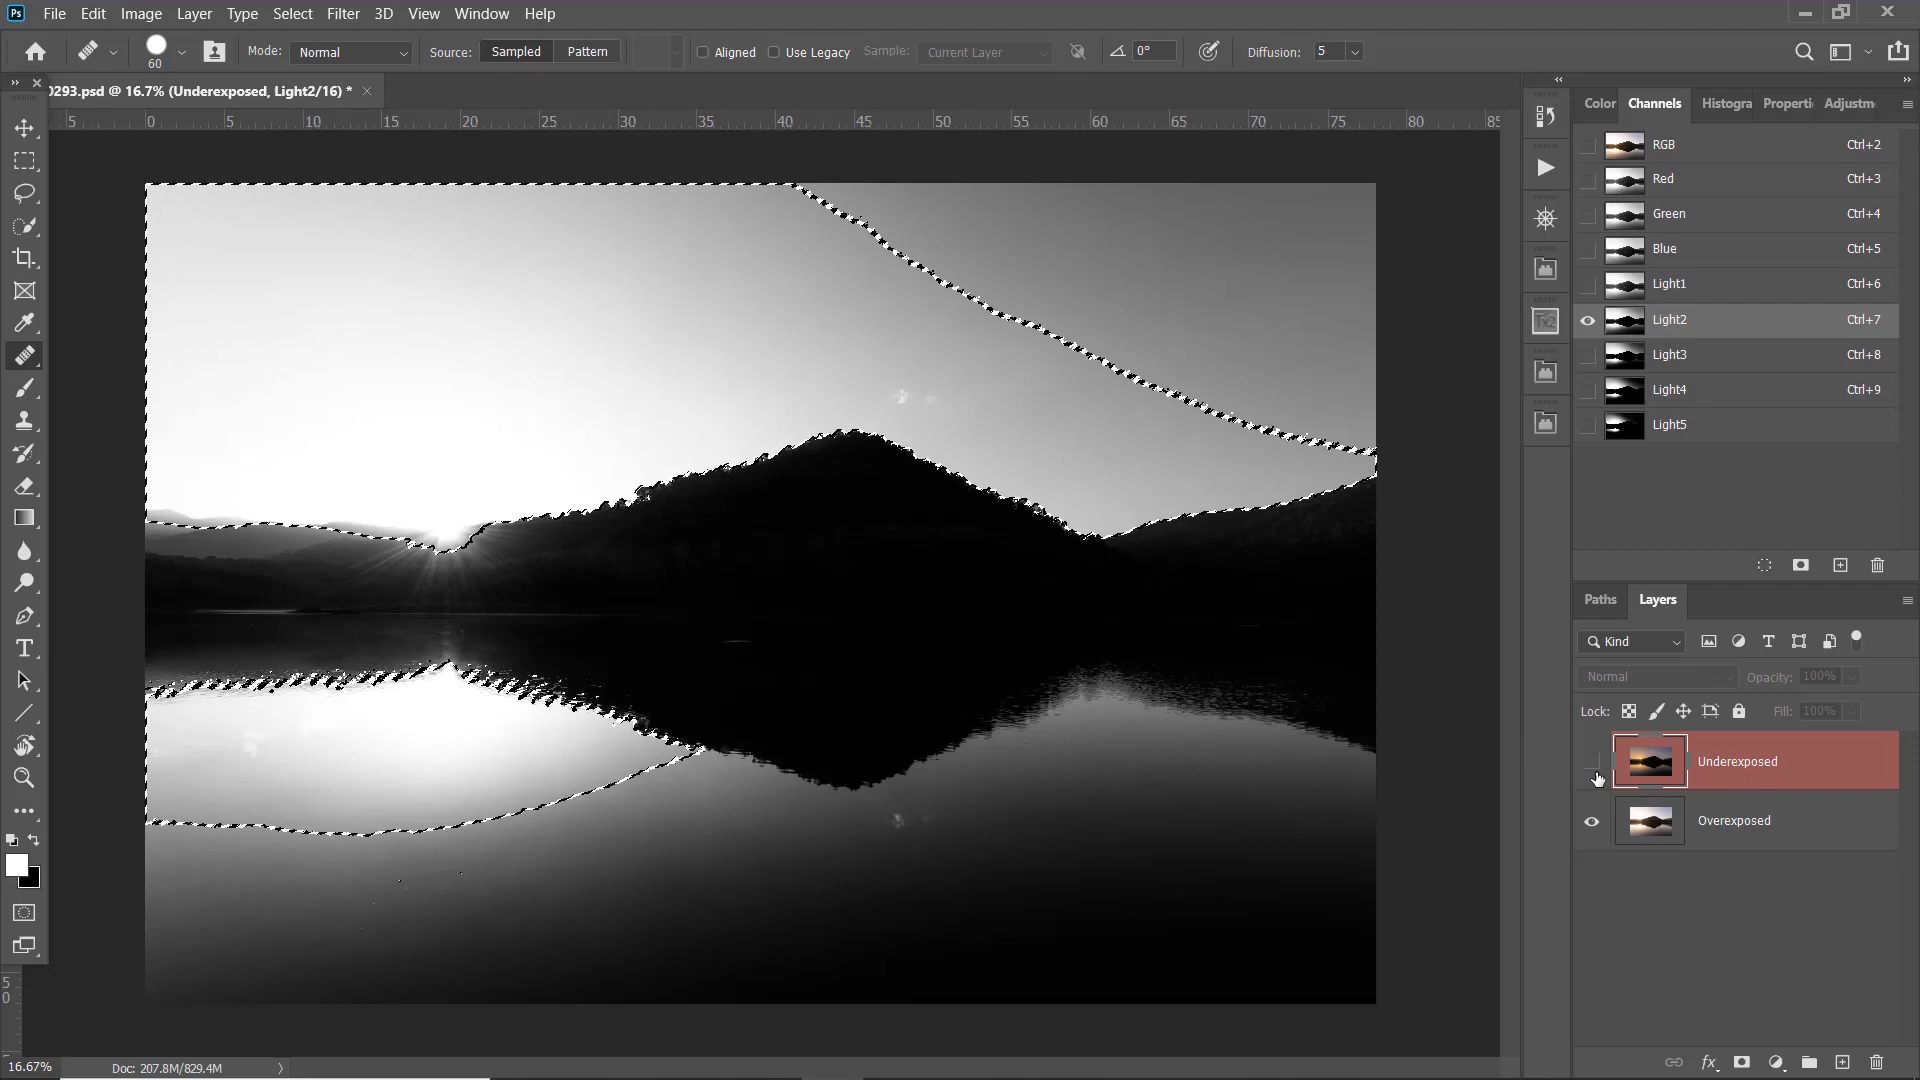 Ps File Edit Image Layer Type Select Filter 3D View Window Help
60 Mode: Normal Source: Sampled Pattern Aligned Use Legacy Sample: Current Layer 0° Diffusion: 5
0293.psd @ 16.7% (Underexposed, Light2/16) *
5 0 5 10 15 20 25 30 35 40 45 50 55 60 65 70 75 80 85
Color Channels Histogra Properti Adjustm
RGB Ctrl+2
Red Ctrl+3
Green Ctrl+4
Blue Ctrl+5
Light1 Ctrl+6
Light2 Ctrl+7
Light3 Ctrl+8
Light4 Ctrl+9
Light5
Paths Layers
Kind
Normal Opacity: 100%
Lock: Fill: 100%
Underexposed
Overexposed
5
0
16.67% Doc: 207.8M/829.4M